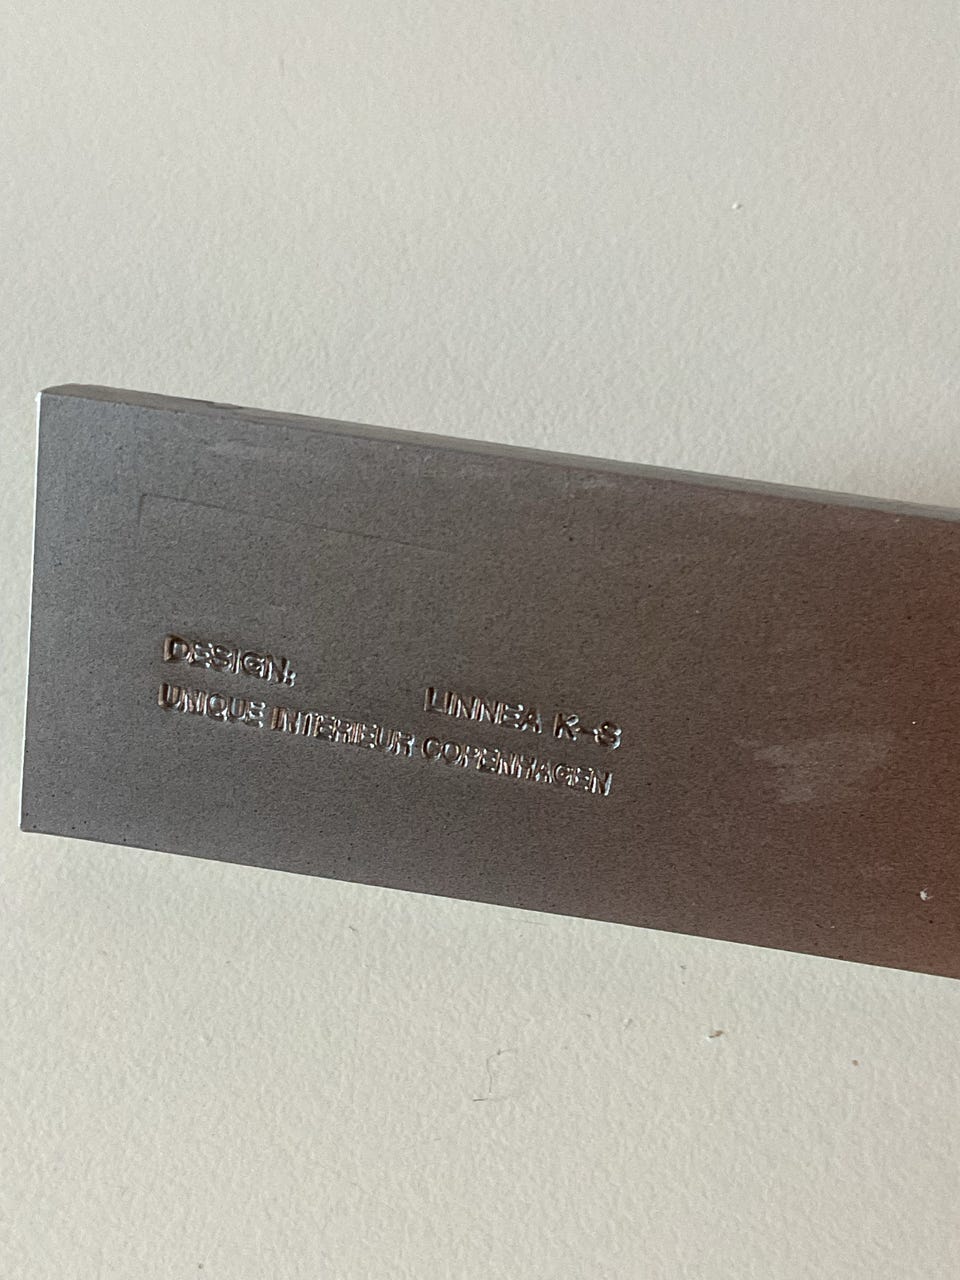 DESIGN: LINNEA K-S
UNIQUE INTERIEUR COPENHAGEN